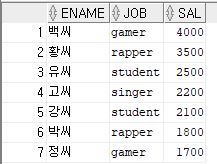 ENAME JOB SAL
1 백씨 gamer 4000
2 황씨 rapper 3500
3 유씨 student 2500
4 고씨 singer 2200
5 강씨 student 2100
6 박씨 rapper 1800
7 정씨 gamer 1700